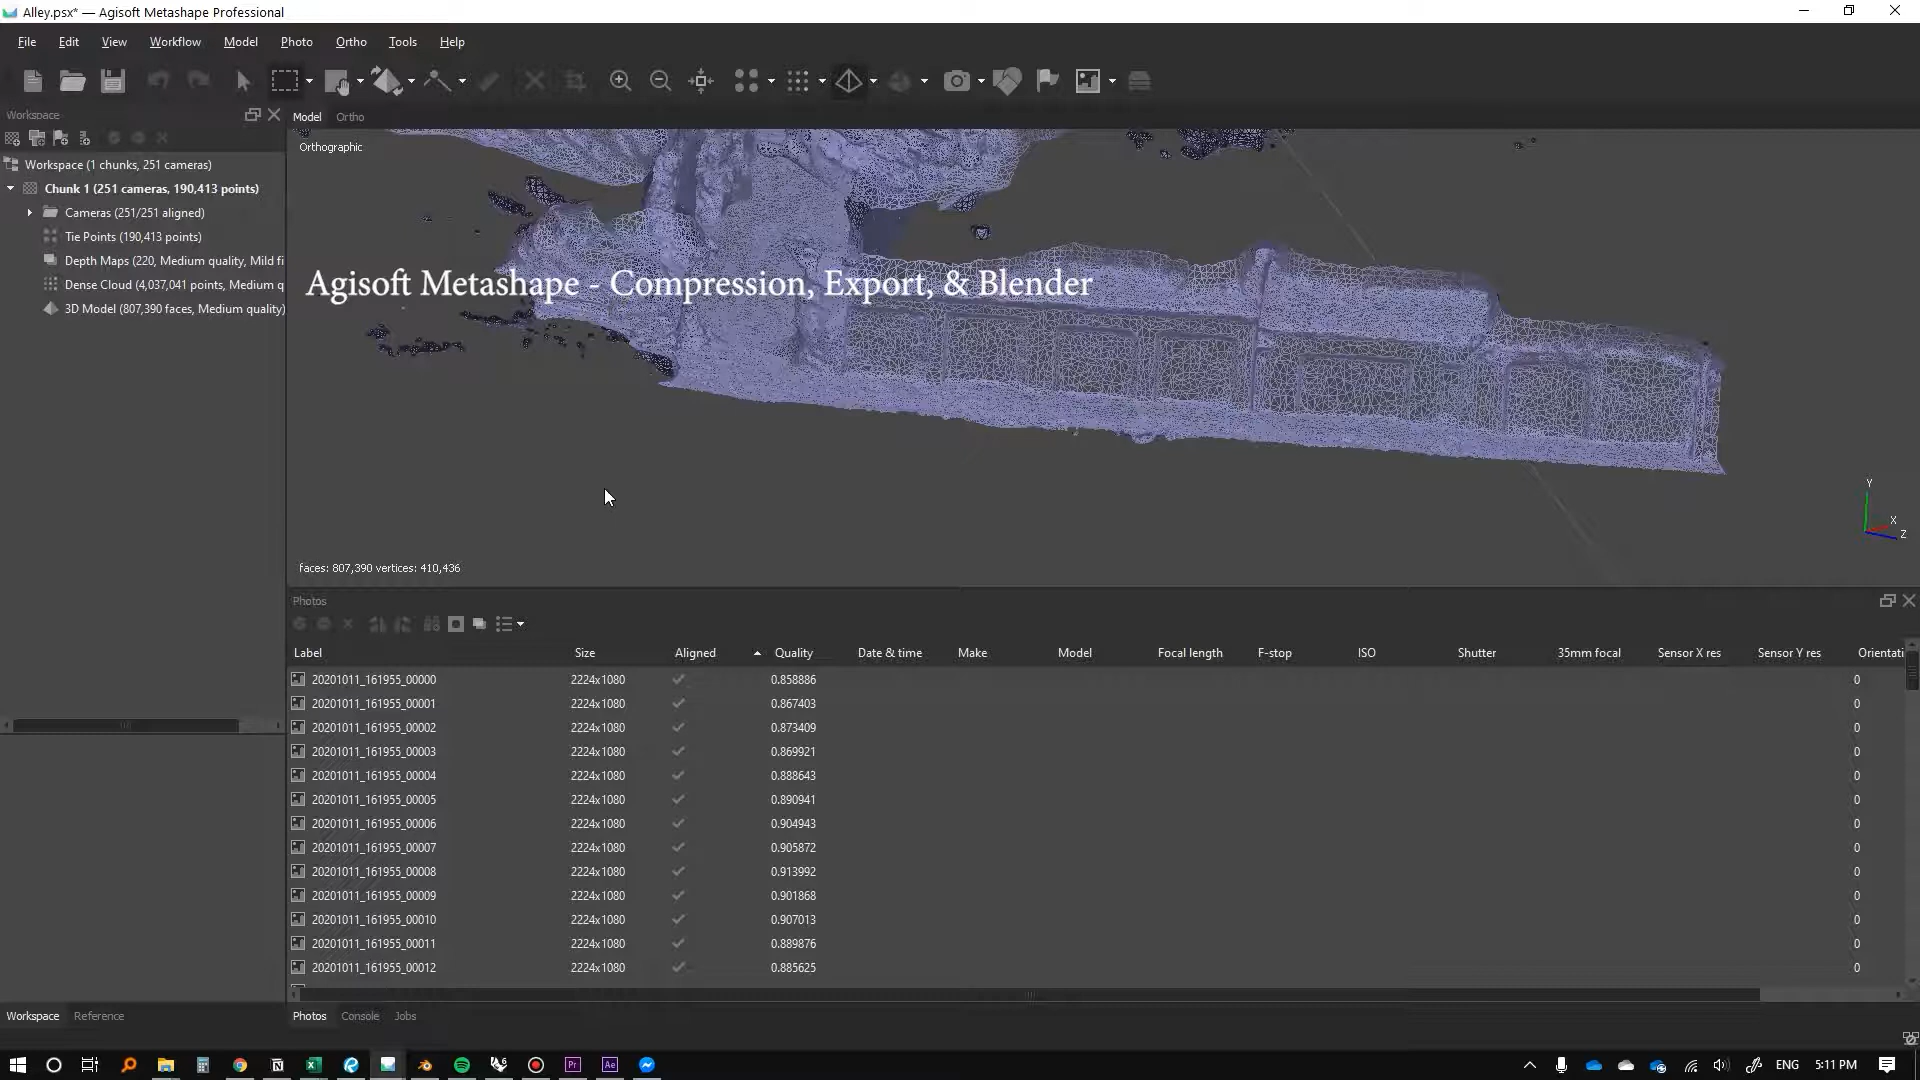 Alley.psx* — Agisoft Metashape Professional
File Edit View Workflow Model Photo Ortho Tools Help
Workspace
Model Ortho
Orthographic
Workspace (1 chunks, 251 cameras)
Chunk 1 (251 cameras, 190,413 points)
Cameras (251/251 aligned)
Tie Points (190,413 points)
Depth Maps (220, Medium quality, Mild fi
Dense Cloud (4,037,041 points, Medium q
3D Model (807,390 faces, Medium quality)
Agisoft Metashape - Compression, Export, & Blender
Y
X
Z
faces: 807,390 vertices: 410,436
Photos
Label Size Aligned Quality Date & time Make Model Focal length F-stop ISO Shutter 35mm focal Sensor X res Sensor Y res Orientati
20201011_161955_00000 2224x1080 0.858886 0
20201011_161955_00001 2224x1080 0.867403 0
20201011_161955_00002 2224x1080 0.873409 0
20201011_161955_00003 2224x1080 0.869921 0
20201011_161955_00004 2224x1080 0.888643 0
20201011_161955_00005 2224x1080 0.890941 0
20201011_161955_00006 2224x1080 0.904943 0
20201011_161955_00007 2224x1080 0.905872 0
20201011_161955_00008 2224x1080 0.913992 0
20201011_161955_00009 2224x1080 0.901868 0
20201011_161955_00010 2224x1080 0.907013 0
20201011_161955_00011 2224x1080 0.889876 0
20201011_161955_00012 2224x1080 0.885625 0
Workspace Reference
Photos Console Jobs
Pr Ae
ENG 5:11 PM